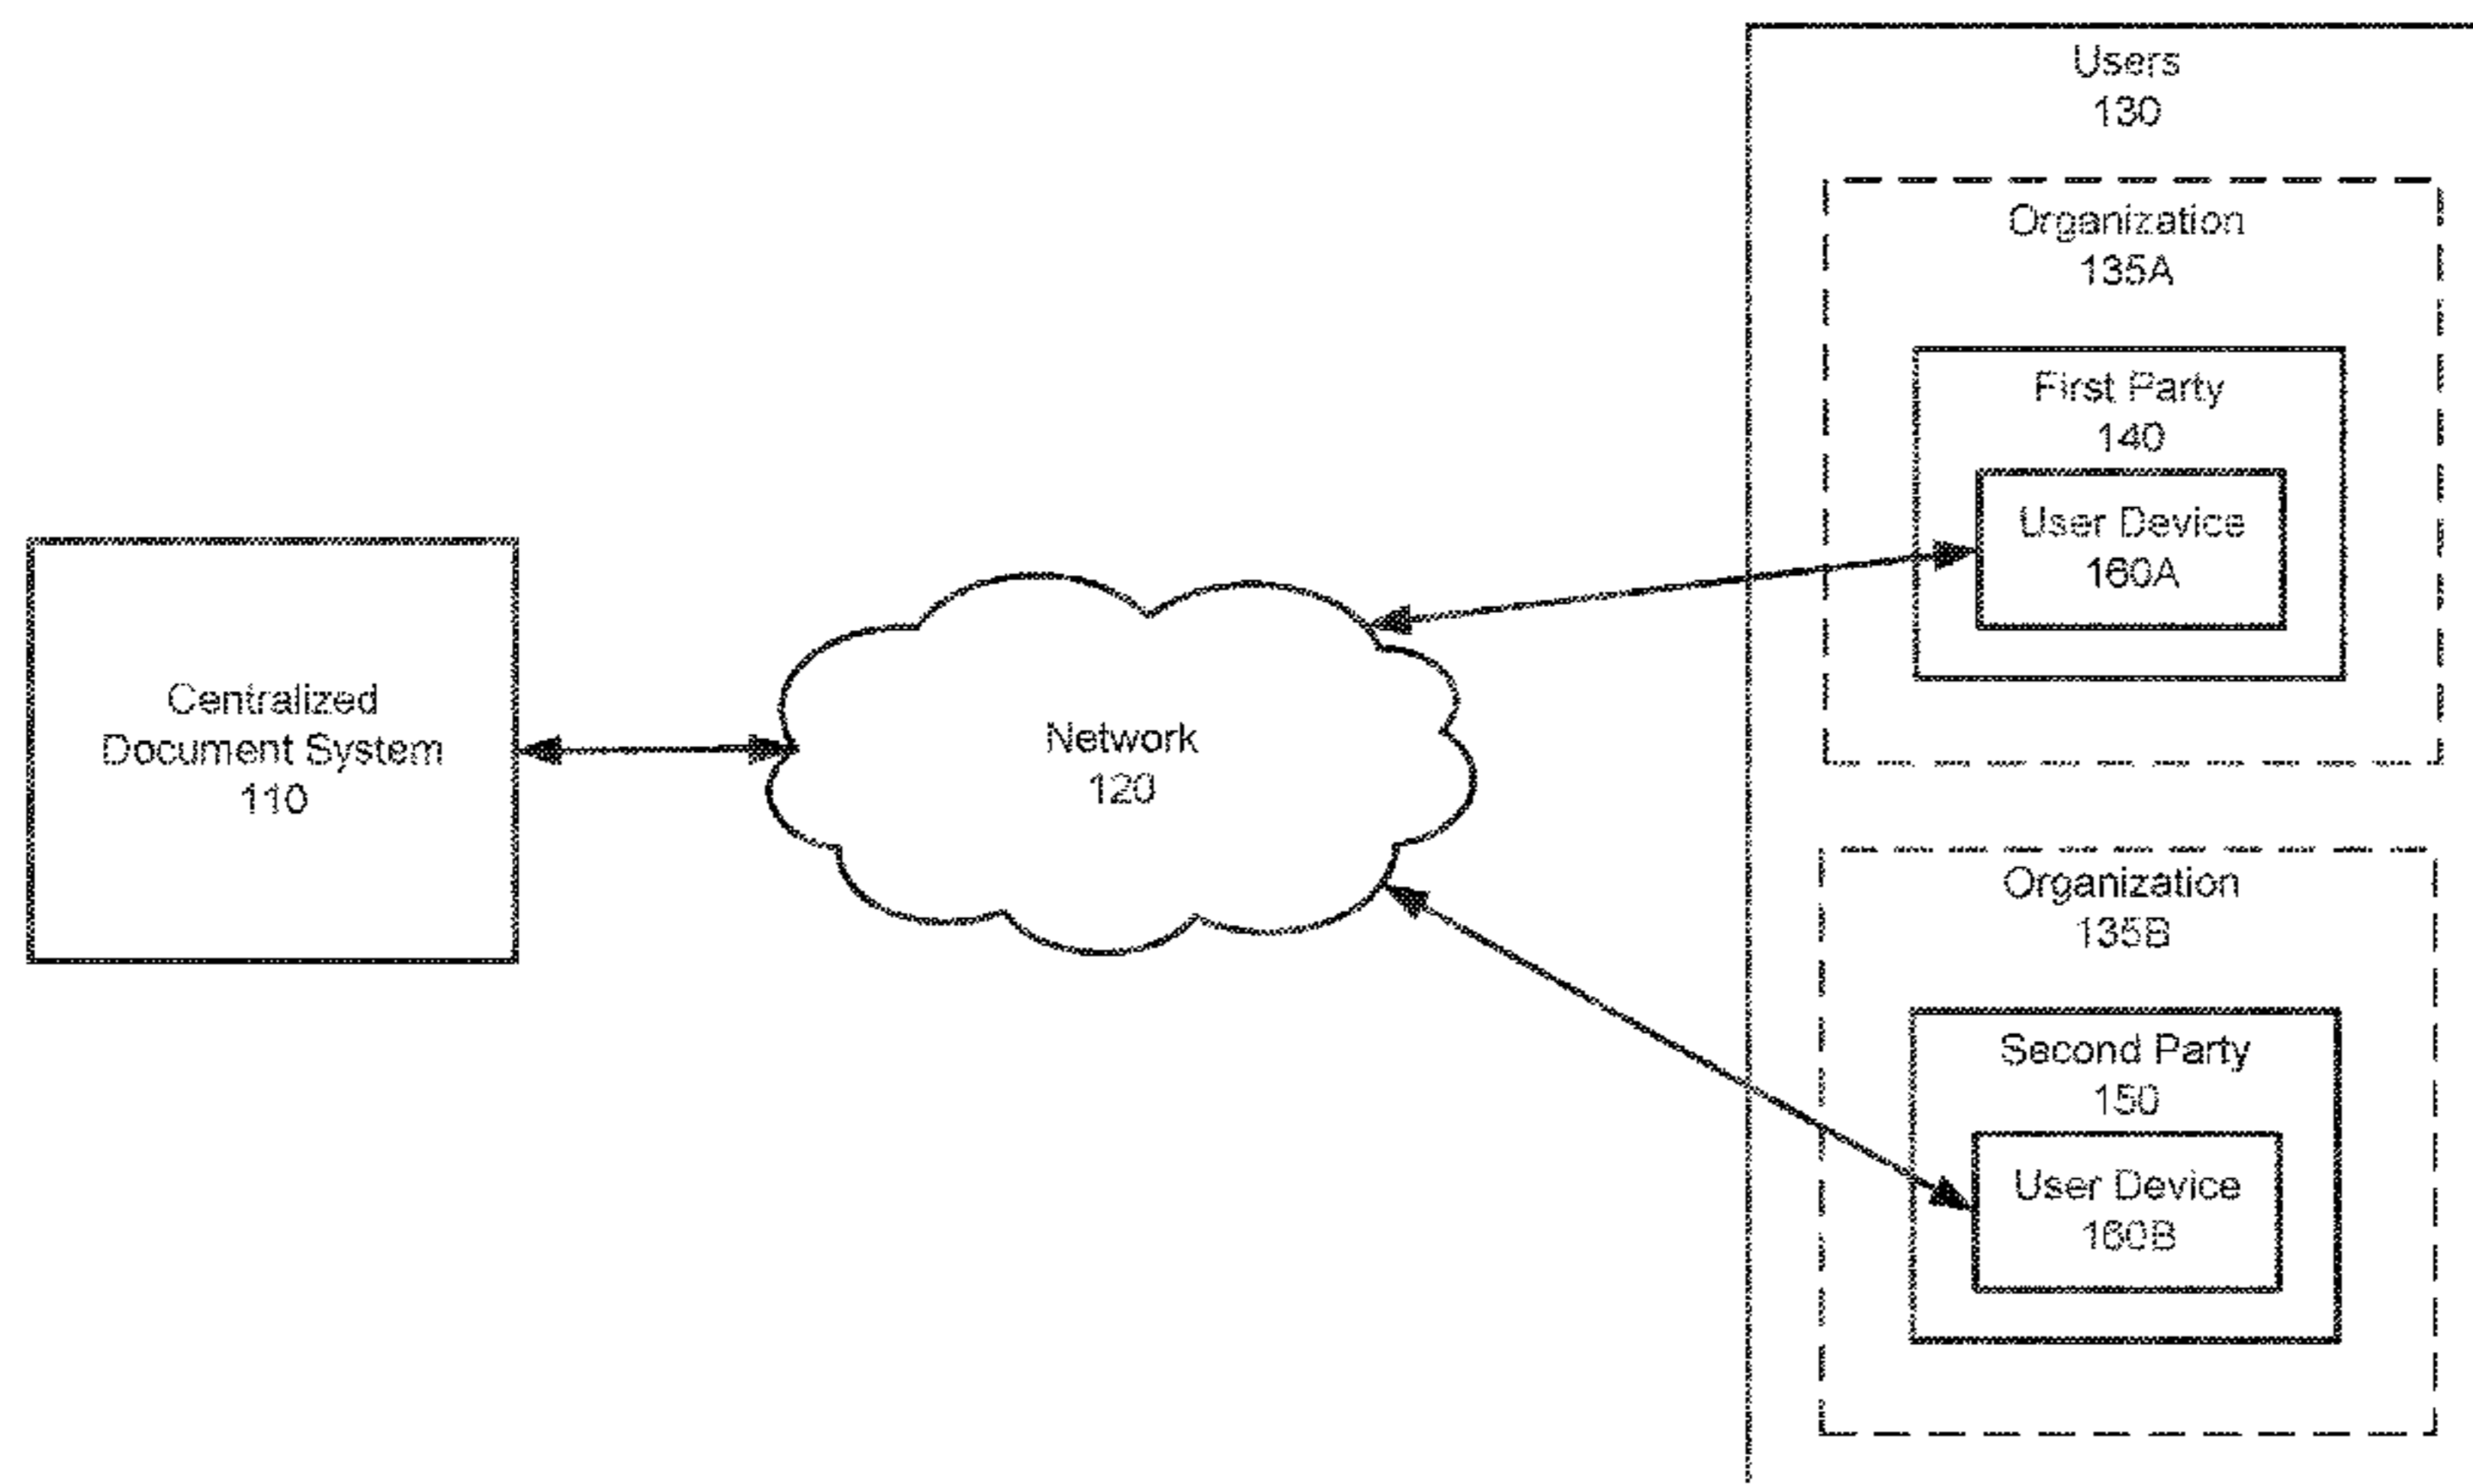 Users
130
Organization
135A
First Party
140
User Device
160A
Centralized
Document System
110
Network
120
Organization
135B
Second Party
150
User Device
160B